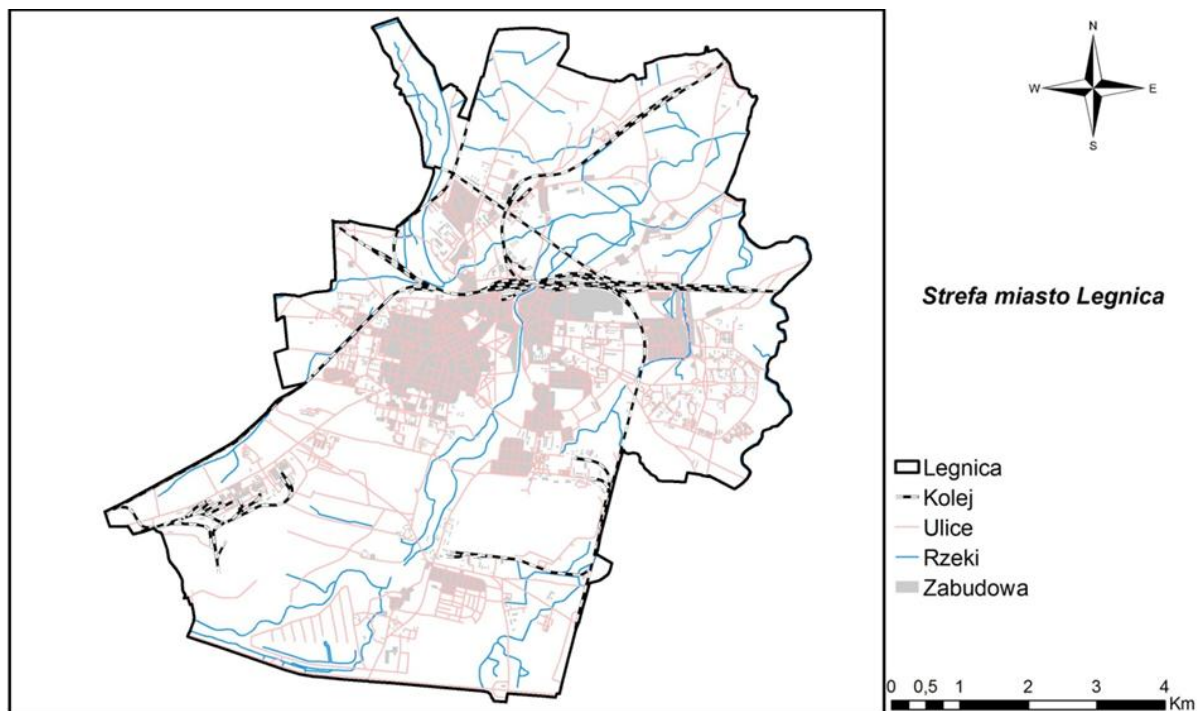 N
W E
S
Strefa miasto Legnica
Legnica
Kolej
Ulice
Rzeki
Zabudowa
0 0,5 1 2 3 4
Km